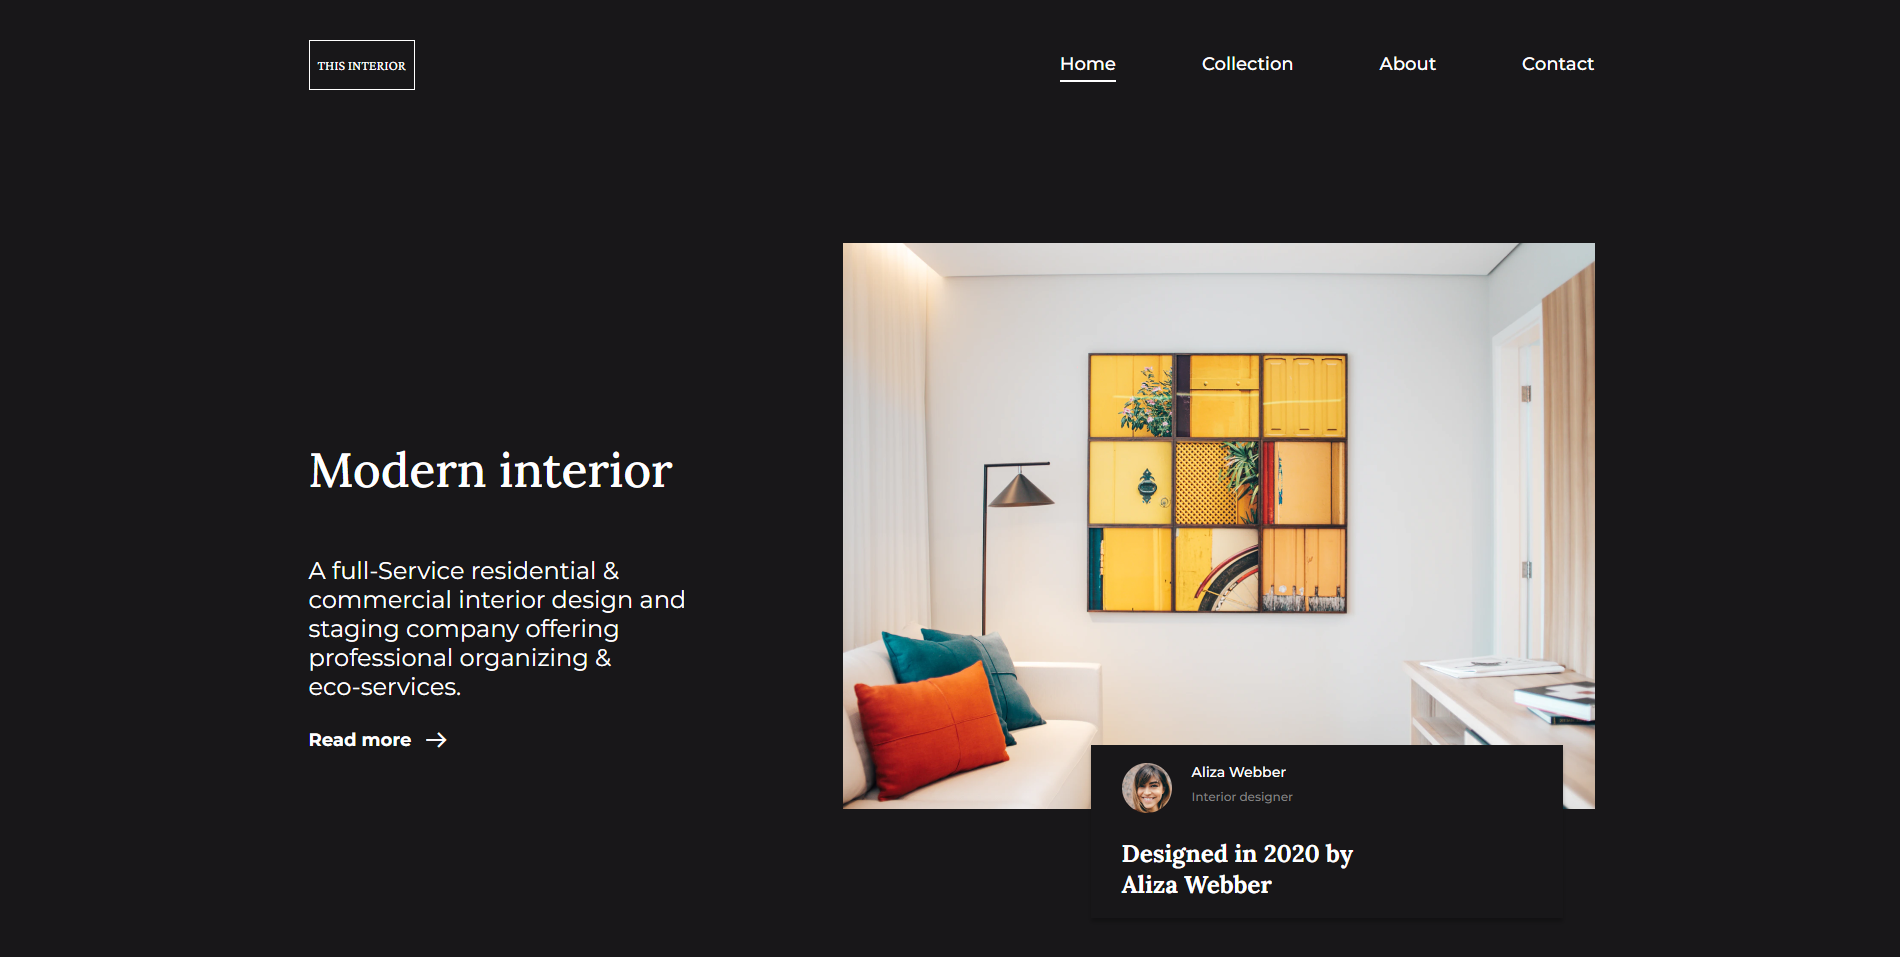 THIS INTERIOR
Home
Collection
About
Contact
Modern interior
A full-Service residential &
commercial interior design and
staging company offering
professional organizing &
eco-services.
Read more
Aliza Webber
Interior designer
Designed in 2020 by
Aliza Webber